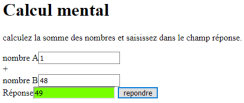 Calcul mental
calculez la somme des nombres et saisissez dans le champ réponse.
nombre A 1
+
nombre B 48
Réponse 49 repondre